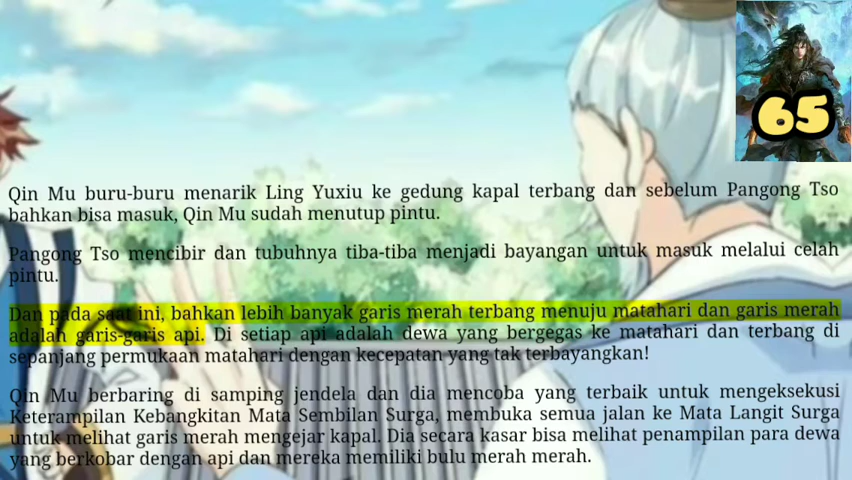 65
Qin Mu buru-buru menarik Ling Yuxiu ke gedung kapal terbang dan sebelum Pangong Tso
bahkan bisa masuk, Qin Mu sudah menutup pintu.
Pangong Tso mencibir dan tubuhnya tiba-tiba menjadi bayangan untuk masuk melalui celah
pintu.
Dan pada saat ini, bahkan lebih banyak garis merah terbang menuju matahari dan garis merah
adalah garis-garis api. Di setiap api adalah dewa yang bergegas ke matahari dan terbang di
sepanjang permukaan matahari dengan kecepatan yang tak terbayangkan!
Qin Mu berbaring di samping jendela dan dia mencoba yang terbaik untuk mengeksekusi
Keterampilan Kebangkitan Mata Sembilan Surga, membuka semua jalan ke Mata Langit Surga
untuk melihat garis merah mengejar kapal. Dia secara kasar bisa melihat penampilan para dewa
yang berkobar dengan api dan mereka memiliki bulu merah merah.